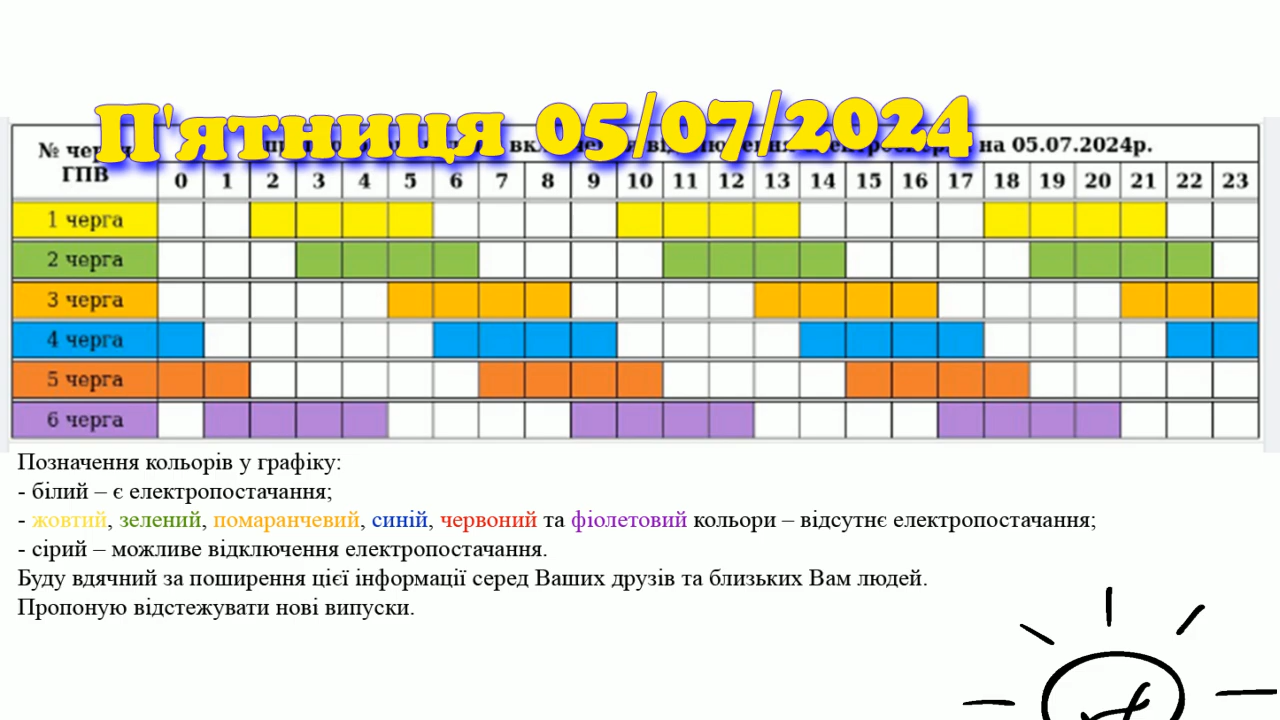 П'ятниця 05/07/2024
№ на 05.07.2024р.
ГПВ 0 1 2 3 4 5 6 7 8 9 10 11 12 13 14 15 16 17 18 19 20 21 22 23
1 черга
2 черга
3 черга
4 черга
5 черга
6 черга
Позначення кольорів у графіку:
- білий – є електропостачання;
- жовтий, зелений, помаранчевий, синій, червоний та фіолетовий кольори – відсутнє електропостачання;
- сірий – можливе відключення електропостачання.
Буду вдячний за поширення цієї інформації серед Ваших друзів та близьких Вам людей.
Пропоную відстежувати нові випуски.